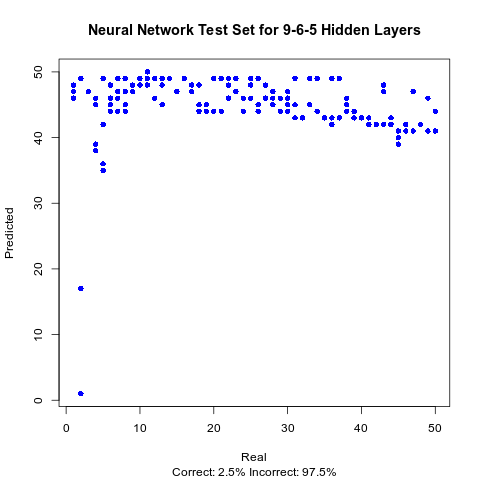 Neural Network Test Set for 9-6-5 Hidden Layers
Predicted
50
40
30
20
10
0
0 10 20 30 40 50
Real
Correct: 2.5% Incorrect: 97.5%